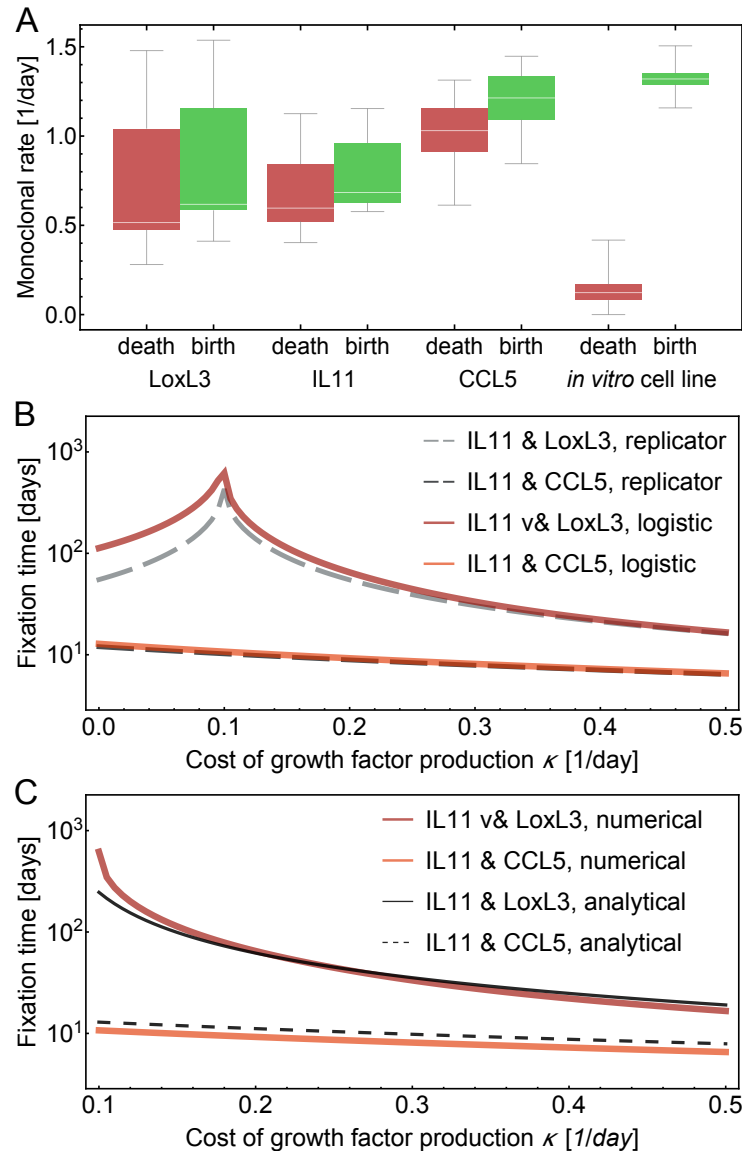 A
Monoclonal rate [1/day]
1.5
1.0
0.5
0.0
death birth death birth death birth death birth
LoxL3 IL11 CCL5 in vitro cell line
B
Fixation time [days]
10³
10²
10¹
IL11 & LoxL3, replicator
IL11 & CCL5, replicator
IL11 v& LoxL3, logistic
IL11 & CCL5, logistic
0.0 0.1 0.2 0.3 0.4 0.5
Cost of growth factor production κ [1/day]
C
Fixation time [days]
10³
10²
10¹
IL11 v& LoxL3, numerical
IL11 & CCL5, numerical
IL11 & LoxL3, analytical
IL11 & CCL5, analytical
0.1 0.2 0.3 0.4 0.5
Cost of growth factor production κ [1/day]